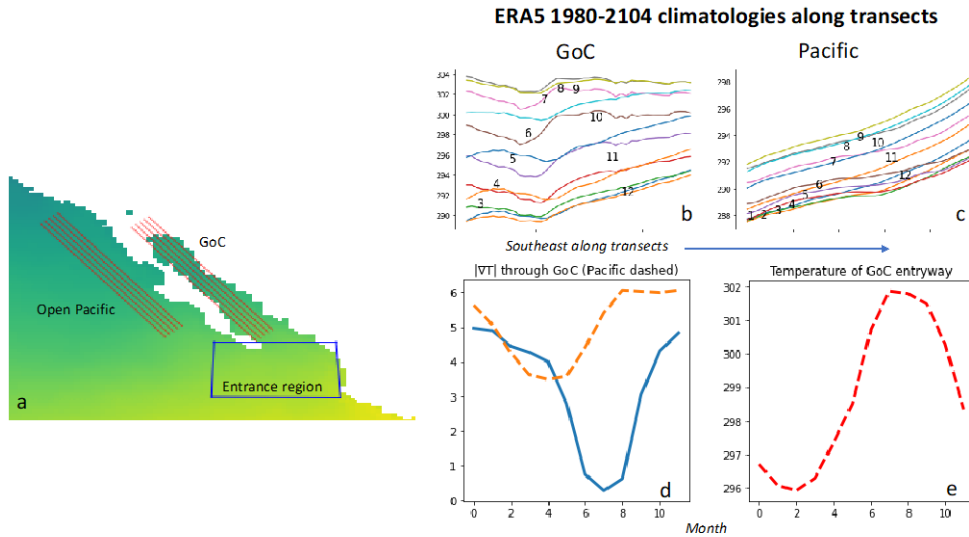 ERA5 1980-2104 climatologies along transects
GoC
Pacific
304
302
300
298
296
294
292
290
3
4
5
6
7
8
9
10
11
12
b
298
296
294
292
290
288
1
2
3
4
5
6
7
8
9
10
11
12
c
Southeast along transects
GoC
Open Pacific
Entrance region
a
|∇T| through GoC (Pacific dashed)
6
5
4
3
2
1
0
0 2 4 6 8 10
d
Temperature of GoC entryway
302
301
300
299
298
297
296
0 2 4 6 8 10
e
Month